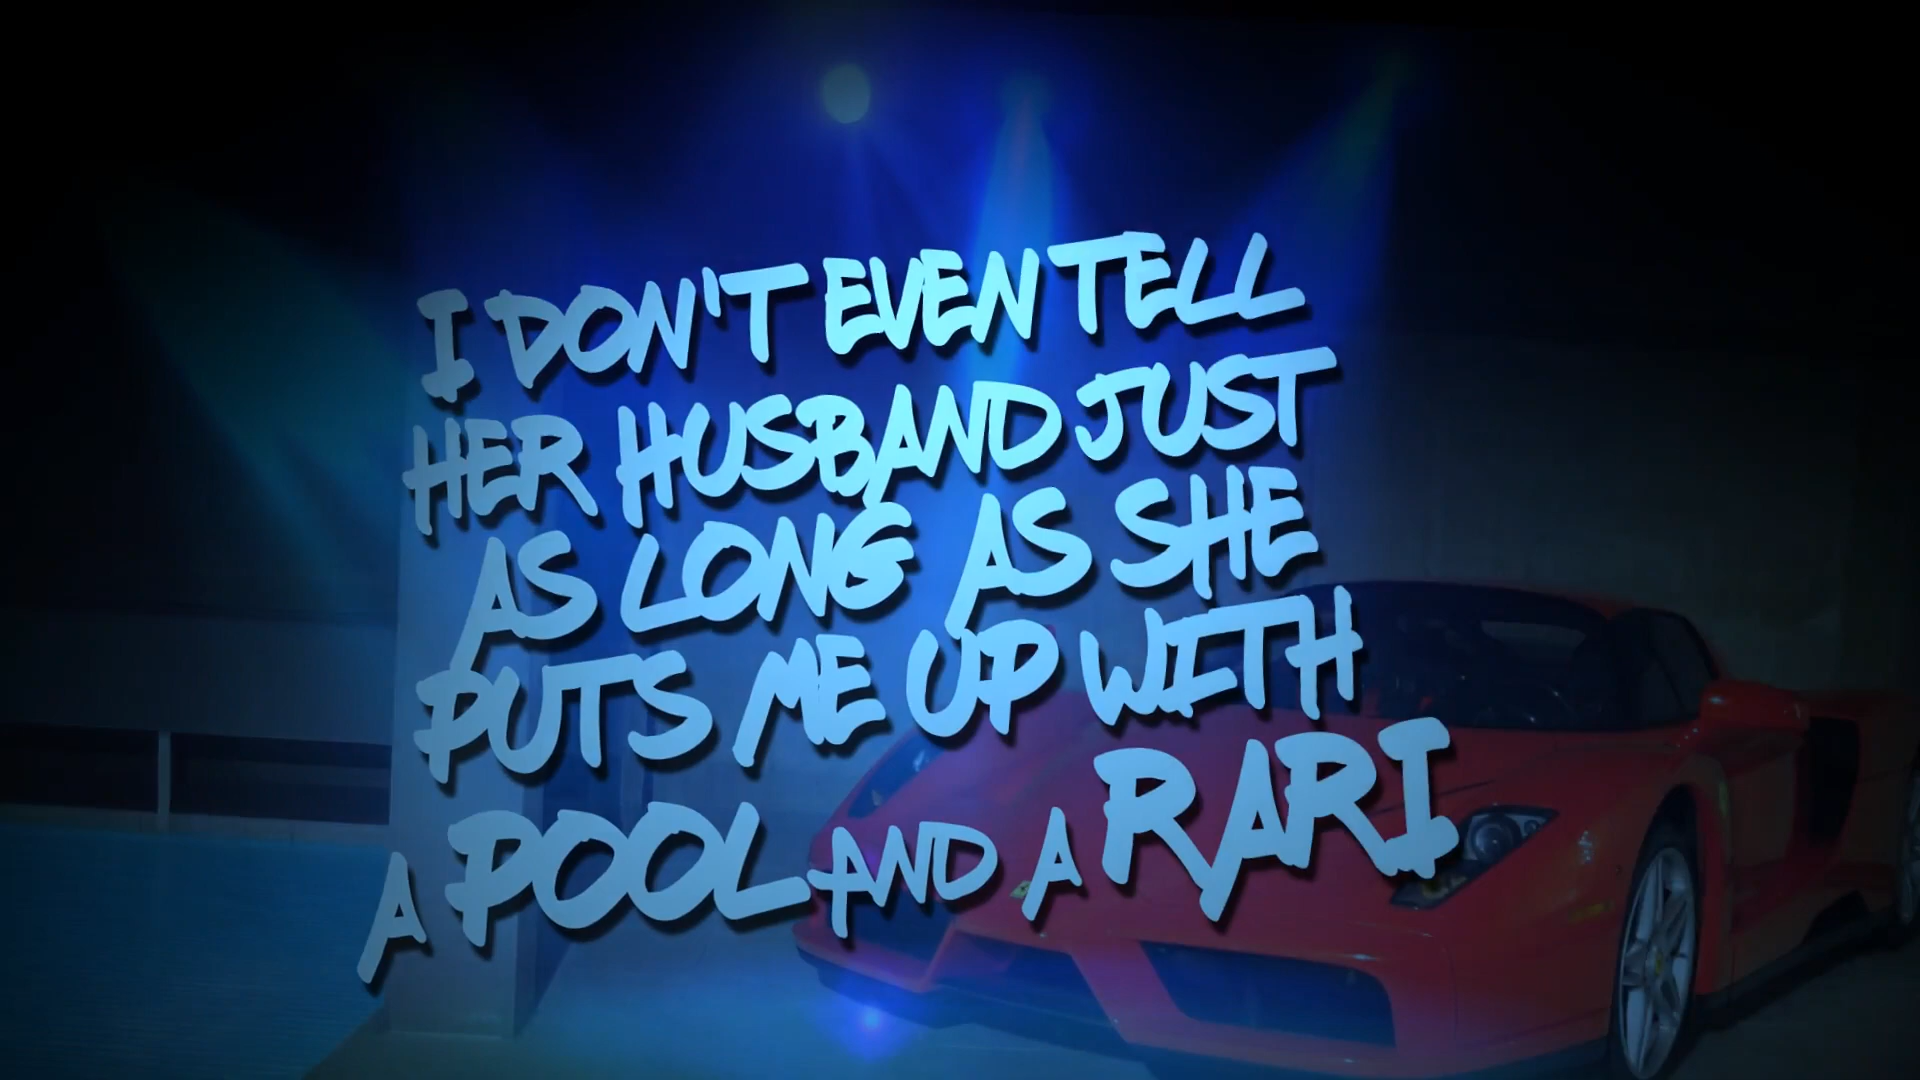 I DON'T EVEN TELL
HER HUSBAND JUST
AS LONG AS SHE
PUTS ME UP WITH
A POOL AND A RARI